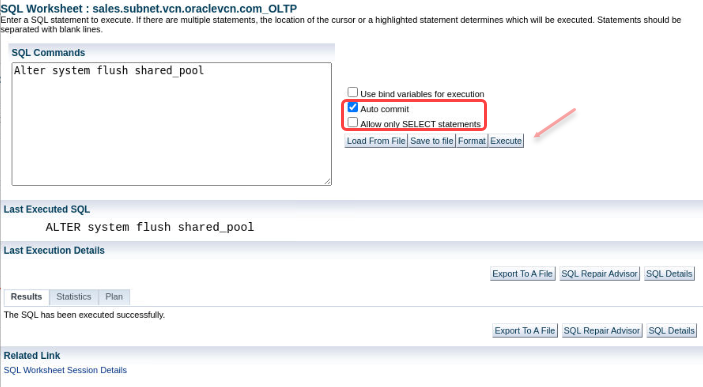 SQL Worksheet : sales.subnet.vcn.oraclevcn.com_OLTP
Enter a SQL statement to execute. If there are multiple statements, the location of the cursor or a highlighted statement determines which will be executed. Statements should be
separated with blank lines.
SQL Commands
Alter system flush shared_pool
Use bind variables for execution
Auto commit
Allow only SELECT statements
Load From File Save to file Format Execute
Last Executed SQL
ALTER system flush shared_pool
Last Execution Details
Export To A File SQL Repair Advisor SQL Details
Results Statistics Plan
The SQL has been executed successfully.
Export To A File SQL Repair Advisor SQL Details
Related Link
SQL Worksheet Session Details